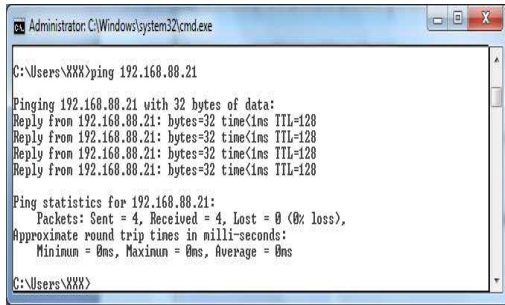 Administrator: C:\Windows\system32\cmd.exe
C:\Users\XXX>ping 192.168.88.21
Pinging 192.168.88.21 with 32 bytes of data:
Reply from 192.168.88.21: bytes=32 time<1ms TTL=128
Reply from 192.168.88.21: bytes=32 time<1ms TTL=128
Reply from 192.168.88.21: bytes=32 time<1ms TTL=128
Reply from 192.168.88.21: bytes=32 time<1ms TTL=128
Ping statistics for 192.168.88.21:
Packets: Sent = 4, Received = 4, Lost = 0 (0% loss),
Approximate round trip times in milli-seconds:
Minimum = 0ms, Maximum = 0ms, Average = 0ms
C:\Users\XXX>